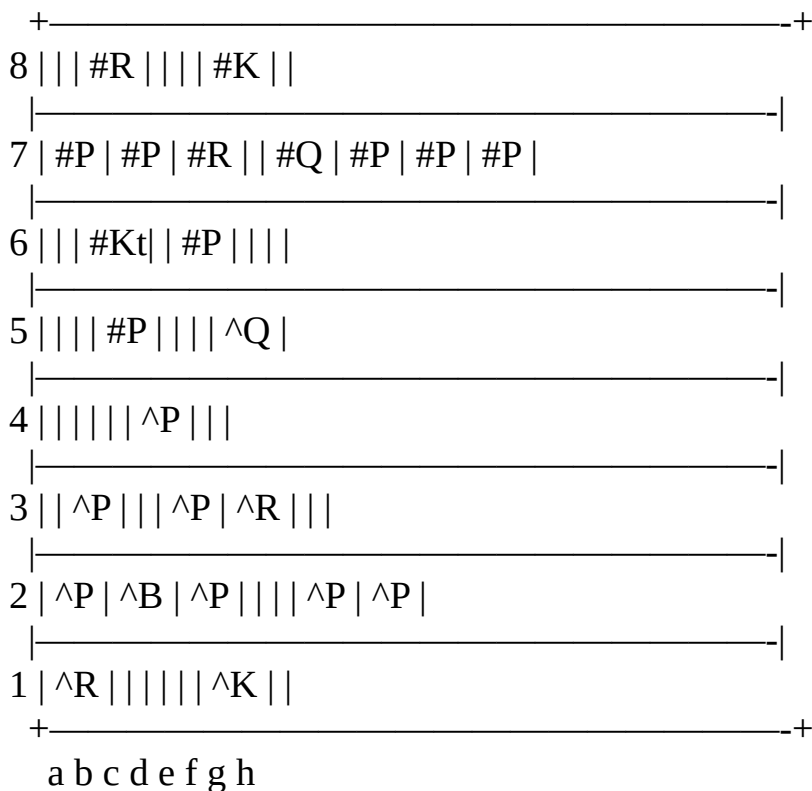 +———————————————————-+
8 | | | #R | | | | #K | |
|———————————————————-|
7 | #P | #P | #R | | #Q | #P | #P | #P |
|———————————————————-|
6 | | | #Kt| | #P | | | |
|———————————————————-|
5 | | | | #P | | | | ^Q |
|———————————————————-|
4 | | | | | | ^P | | |
|———————————————————-|
3 | | ^P | | | ^P | ^R | | |
|———————————————————-|
2 | ^P | ^B | ^P | | | | ^P | ^P |
|———————————————————-|
1 | ^R | | | | | | ^K | |
+———————————————————-+
a b c d e f g h